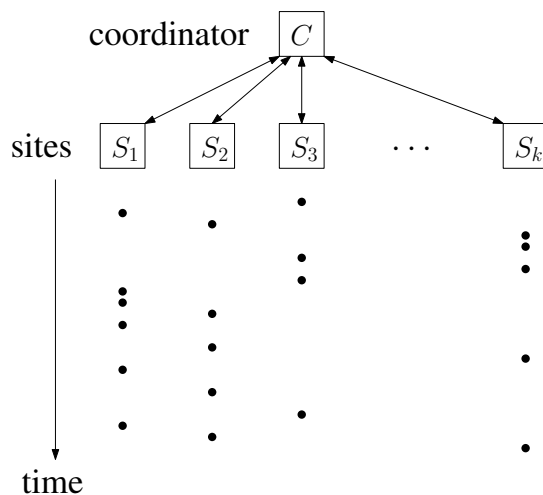 coordinator C
sites S₁ S₂ S₃ ··· Sₖ
time